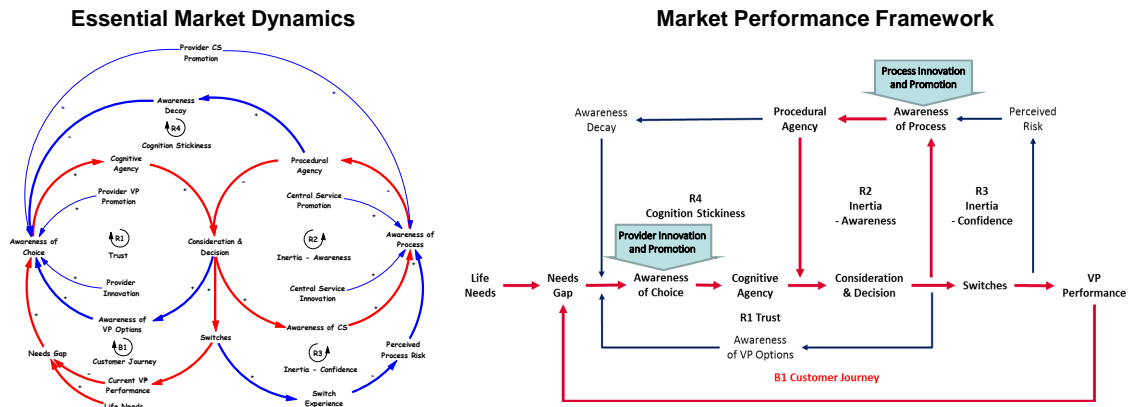 Essential Market Dynamics
Provider CS
Promotion
+
+
Awareness
Decay
+
-
R4
Cognition Stickiness
Cognitive
Agency
Procedural
Agency
+
+
-
-
Provider VP
Promotion
Central Service
Promotion
+
+
Awareness of
Choice
R1
Trust
Consideration &
Decision
R2
Inertia - Awareness
Awareness of
Process
+
+
Provider
Innovation
Central Service
Innovation
+
+
+
+
+
Awareness of
VP Options
Awareness of CS
B1
Customer Journey
Switches
R3
Inertia - Confidence
Perceived
Process Risk
Needs Gap
-
+
+
+
-
Current VP
Performance
Life Needs
Switch
Experience
Market Performance Framework
Process Innovation
and Promotion
Awareness
Decay
Procedural
Agency
Awareness
of Process
Perceived
Risk
R4
Cognition Stickiness
R2
Inertia
- Awareness
R3
Inertia
- Confidence
Provider Innovation
and Promotion
Life
Needs
Needs
Gap
Awareness
of Choice
Cognitive
Agency
Consideration
& Decision
Switches
VP
Performance
R1 Trust
Awareness
of VP Options
B1 Customer Journey